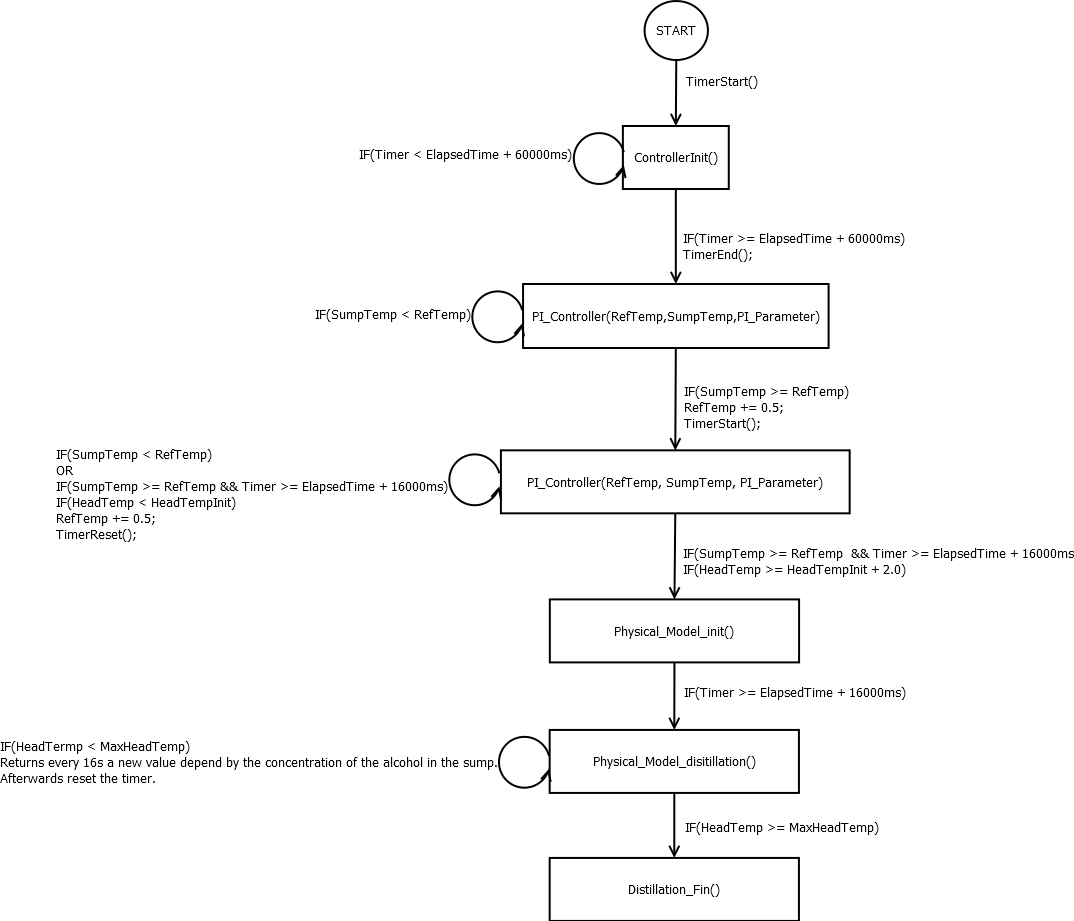 START
TimerStart()
IF(Timer < ElapsedTime + 60000ms)
ControllerInit()
IF(Timer >= ElapsedTime + 60000ms)
TimerEnd();
IF(SumpTemp < RefTemp)
PI_Controller(RefTemp,SumpTemp,PI_Parameter)
IF(SumpTemp >= RefTemp)
RefTemp += 0.5;
TimerStart();
IF(SumpTemp < RefTemp)
OR
IF(SumpTemp >= RefTemp && Timer >= ElapsedTime + 16000ms)
IF(HeadTemp < HeadTempInit)
RefTemp += 0.5;
TimerReset();
PI_Controller(RefTemp, SumpTemp, PI_Parameter)
IF(SumpTemp >= RefTemp  && Timer >= ElapsedTime + 16000ms
IF(HeadTemp >= HeadTempInit + 2.0)
Physical_Model_init()
IF(Timer >= ElapsedTime + 16000ms)
IF(HeadTermp < MaxHeadTemp)
Returns every 16s a new value depend by the concentration of the alcohol in the sump.
Afterwards reset the timer.
Physical_Model_disitillation()
IF(HeadTemp >= MaxHeadTemp)
Distillation_Fin()